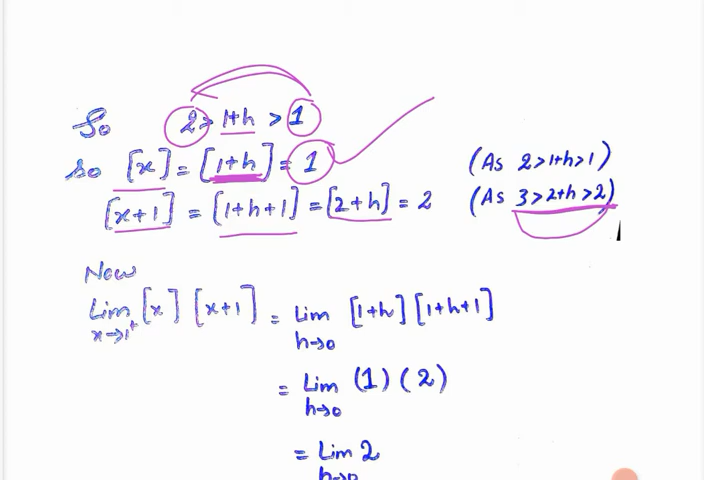 So 2 > 1+h > 1
so [x] = [1+h] = 1 (As 2>1+h>1)
[x+1] = [1+h+1] = [2+h] = 2 (As 3>2+h>2)
Now
Lim x→1⁺ [x] [x+1] = Lim h→0 [1+h] [1+h+1]
= Lim h→0 (1) (2)
= Lim h→0 2